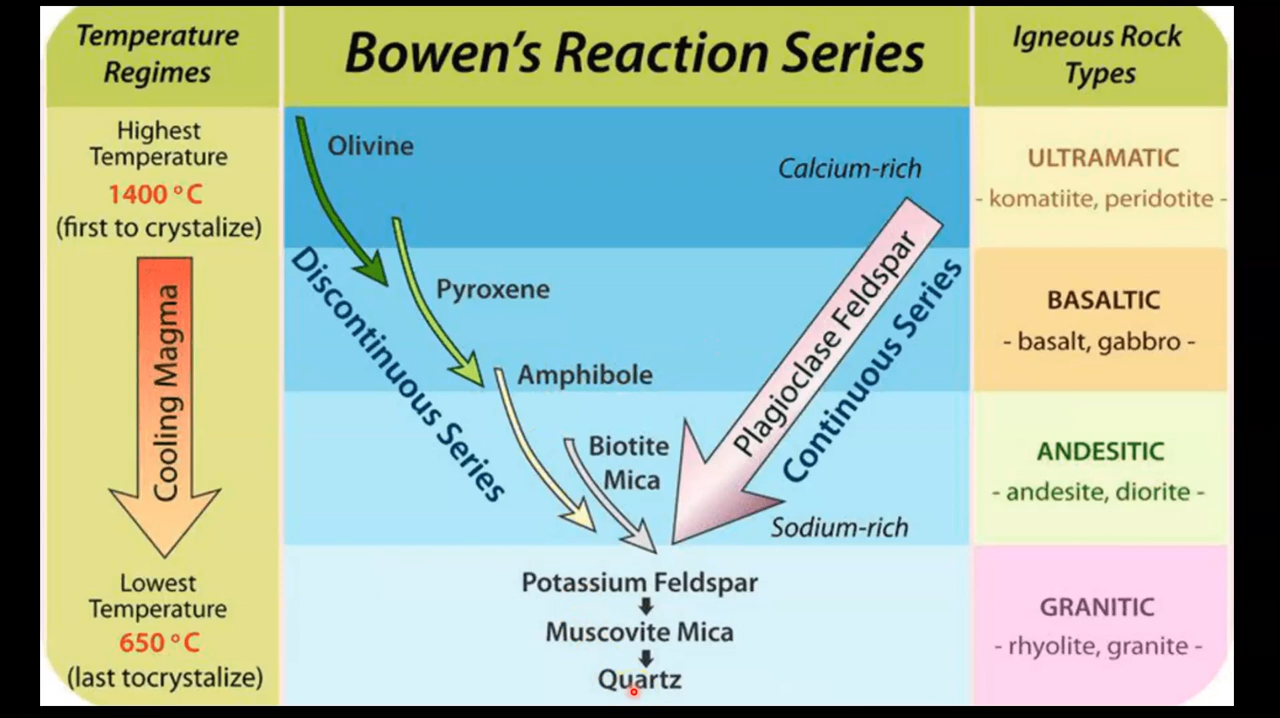 Temperature
Regimes
Bowen's Reaction Series
Igneous Rock
Types
Highest
Temperature
1400 °C
(first to crystalize)
Cooling Magma
Lowest
Temperature
650 °C
(last tocrystalize)
Olivine
Pyroxene
Amphibole
Biotite
Mica
Discontinuous Series
Calcium-rich
Plagioclase Feldspar
Continuous Series
Sodium-rich
Potassium Feldspar
Muscovite Mica
Quartz
ULTRAMATIC
- komatiite, peridotite -
BASALTIC
- basalt, gabbro -
ANDESITIC
- andesite, diorite -
GRANITIC
- rhyolite, granite -